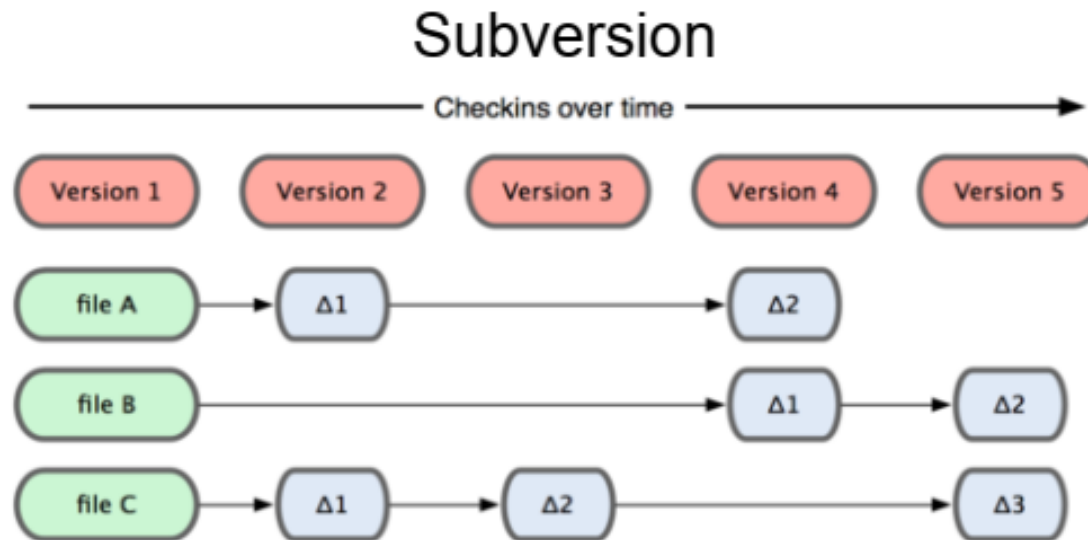 Subversion
Checkins over time
Version 1 Version 2 Version 3 Version 4 Version 5
file A Δ1 Δ2
file B Δ1 Δ2
file C Δ1 Δ2 Δ3